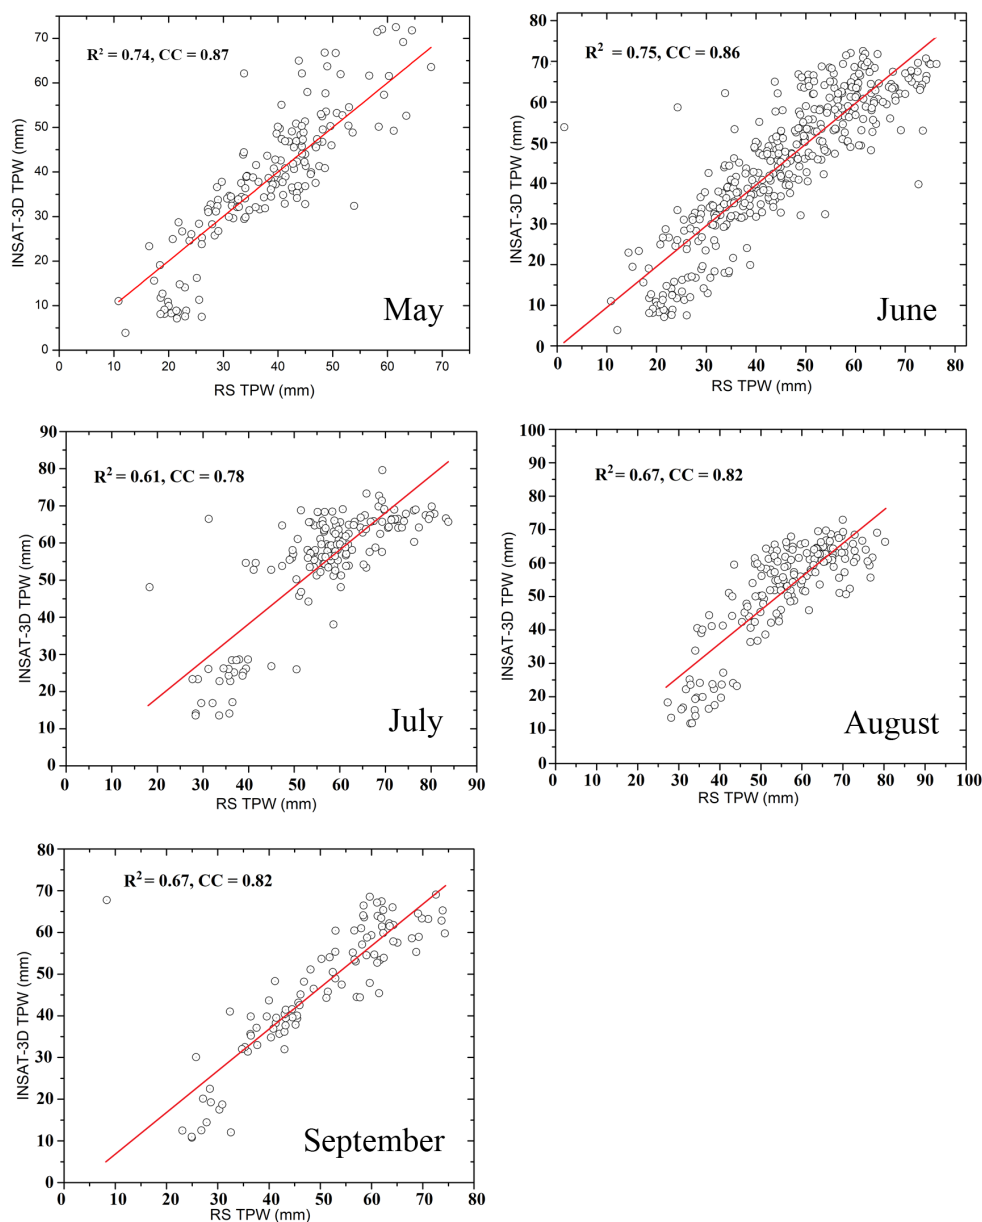 70
60
50
40
30
20
10
0
INSAT-3D TPW (mm)
R² = 0.74, CC = 0.87
May
0 10 20 30 40 50 60 70
RS TPW (mm)
80
70
60
50
40
30
20
10
0
INSAT-3D TPW (mm)
R² = 0.75, CC = 0.86
June
0 10 20 30 40 50 60 70 80
RS TPW (mm)
90
80
70
60
50
40
30
20
10
0
INSAT-3D TPW (mm)
R² = 0.61, CC = 0.78
July
0 10 20 30 40 50 60 70 80 90
RS TPW (mm)
100
90
80
70
60
50
40
30
20
10
0
INSAT-3D TPW (mm)
R² = 0.67, CC = 0.82
August
0 10 20 30 40 50 60 70 80 90 100
RS TPW (mm)
80
70
60
50
40
30
20
10
0
INSAT-3D TPW (mm)
R² = 0.67, CC = 0.82
September
0 10 20 30 40 50 60 70 80
RS TPW (mm)